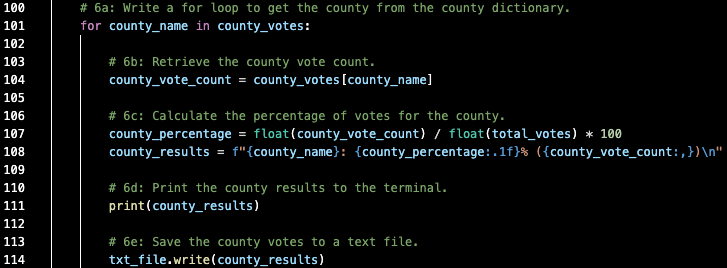 100 # 6a: Write a for loop to get the county from the county dictionary.
101 for county_name in county_votes:
102
103 # 6b: Retrieve the county vote count.
104 county_vote_count = county_votes[county_name]
105
106 # 6c: Calculate the percentage of votes for the county.
107 county_percentage = float(county_vote_count) / float(total_votes) * 100
108 county_results = f"{county_name}: {county_percentage:.1f}% ({county_vote_count:,})\n"
109
110 # 6d: Print the county results to the terminal.
111 print(county_results)
112
113 # 6e: Save the county votes to a text file.
114 txt_file.write(county_results)